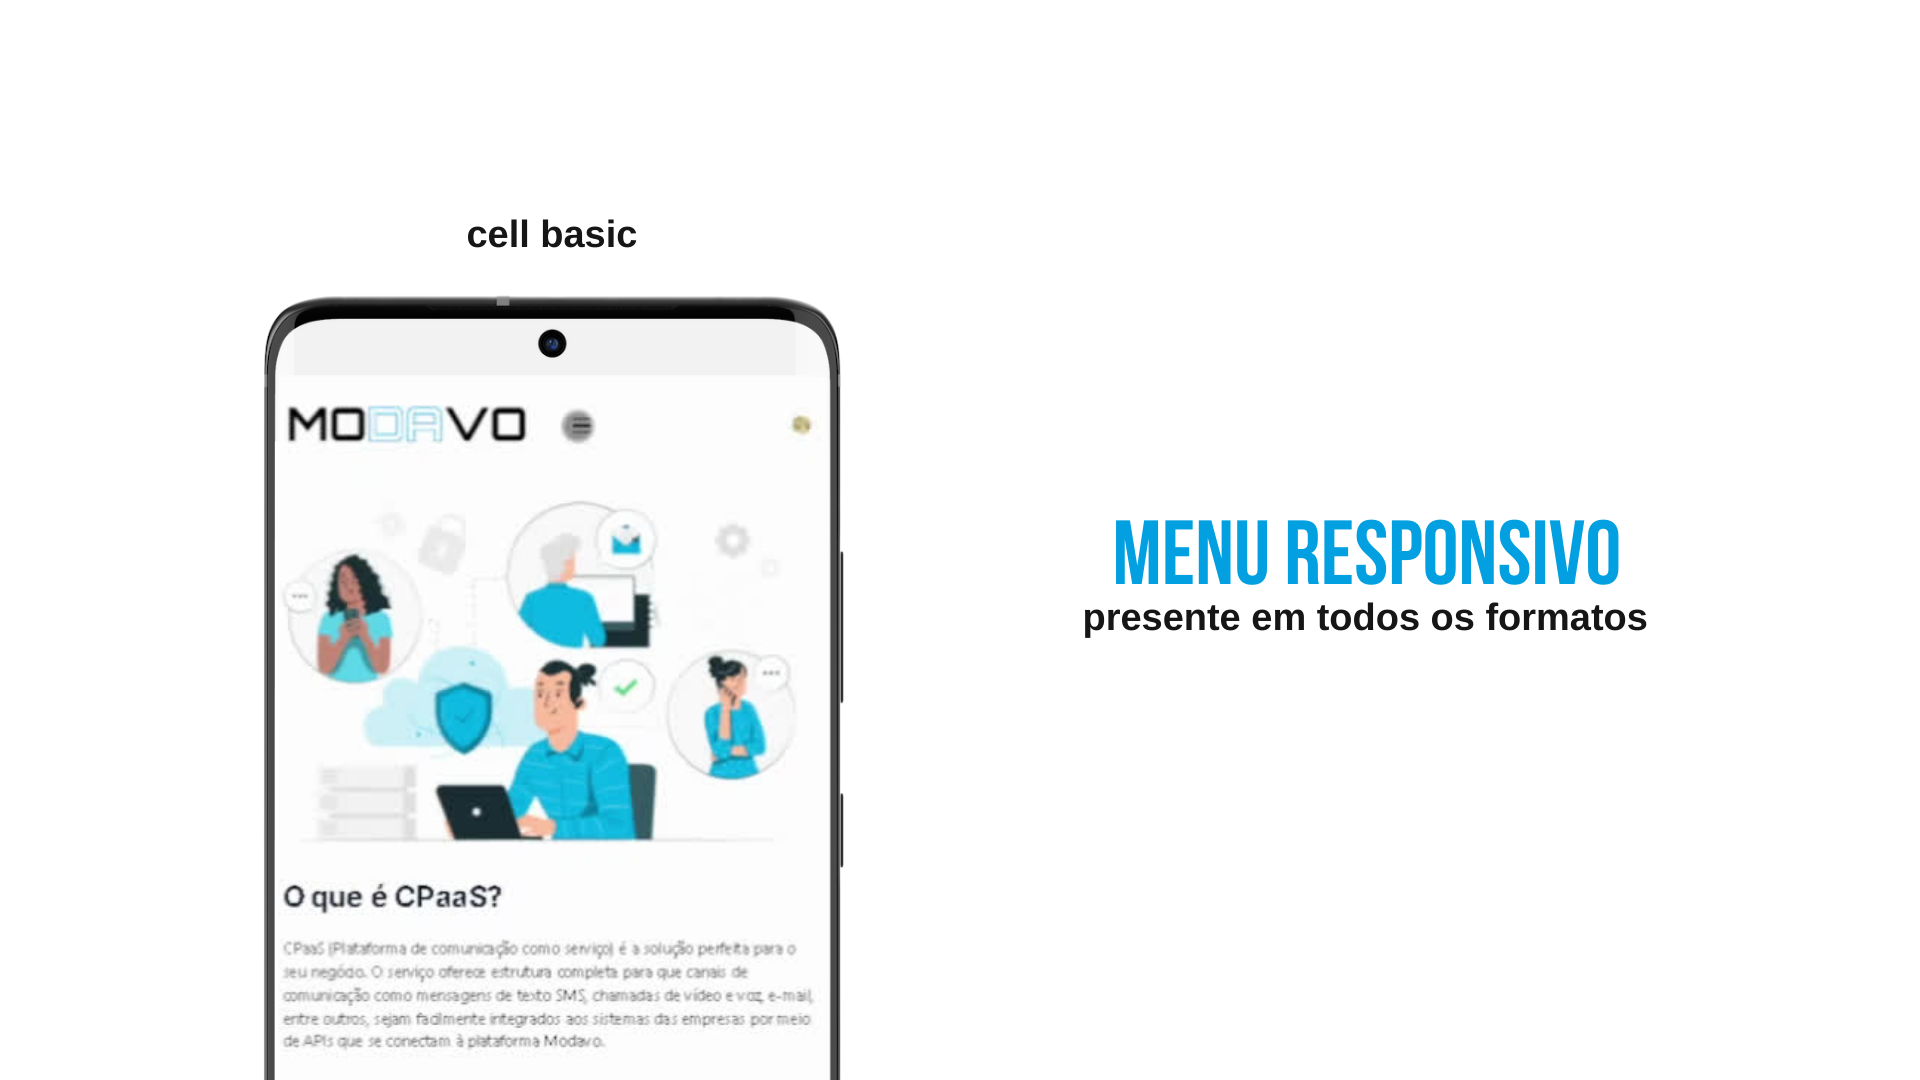 cell basic
MODAVO
O que é CPaaS?
CPaaS (Plataforma de comunicação como serviço) é a solução perfeita para o
seu negócio. O serviço oferece estrutura completa para que canais de
comunicação como mensagens de texto SMS, chamadas de vídeo e voz, e-mail,
entre outros, sejam facilmente integrados aos sistemas das empresas por meio
de APIs que se conectam à plataforma Modavo.
MENU RESPONSIVO
presente em todos os formatos